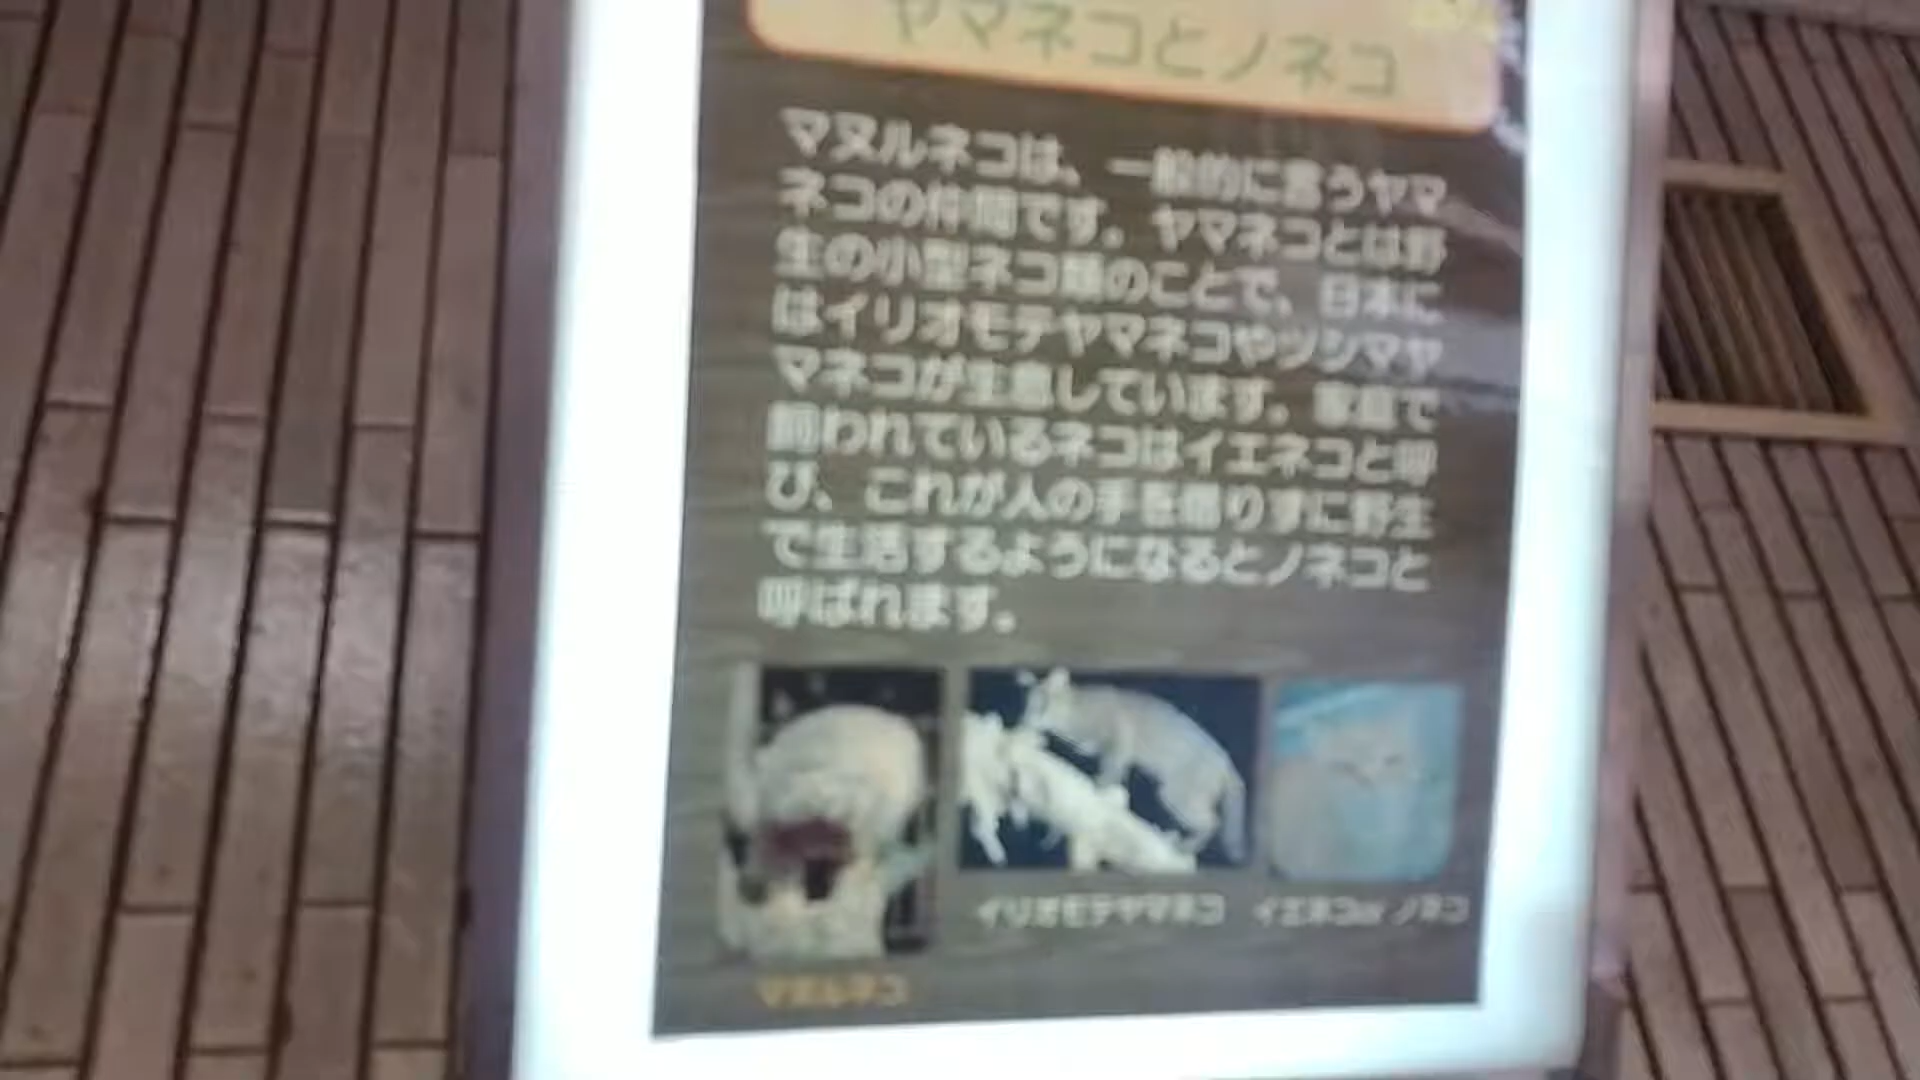 ヤマネコとノネコ
マヌルネコは、一般的に言うヤマ
ネコの仲間です。ヤマネコとは野
生の小型ネコ類のことで、日本に
はイリオモテヤマネコやツシマヤ
マネコが生息しています。家庭で
飼われているネコはイエネコと呼
び、これが人の手を借りずに野生
で生活するようになるとノネコと
呼ばれます。
イリオモテヤマネコ
イエネコor ノネコ
マヌルネコ